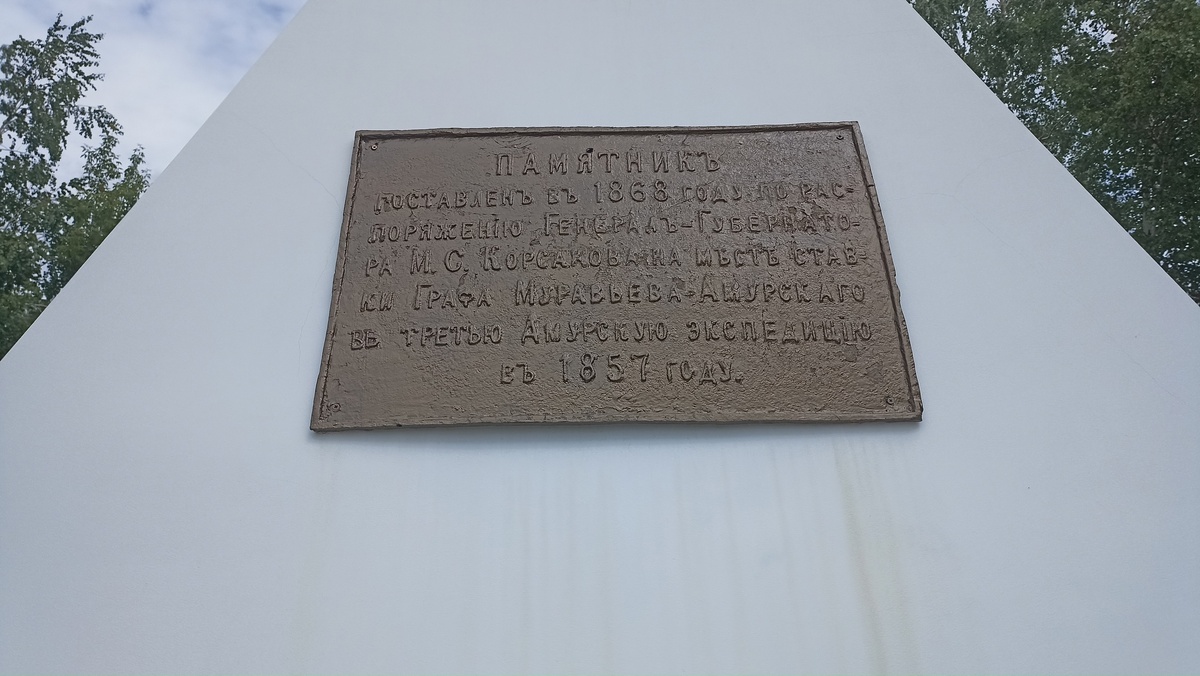 ПАМЯТНИКЪ
ПОСТАВЛЕНЪ ВЪ 1868 ГОДУ ПО РАС-
ПОРЯЖЕНІЮ ГЕНЕРАЛЪ-ГУБЕРНАТО-
РА М. С. КОРСАКОВА НА МѢСТѢ СТАВ-
КИ ГРАФА МУРАВЬЕВА-АМУРСКАГО
ВЪ ТРЕТЬЮ АМУРСКУЮ ЭКСПЕДИЦІЮ
ВЪ 1857 ГОДУ.